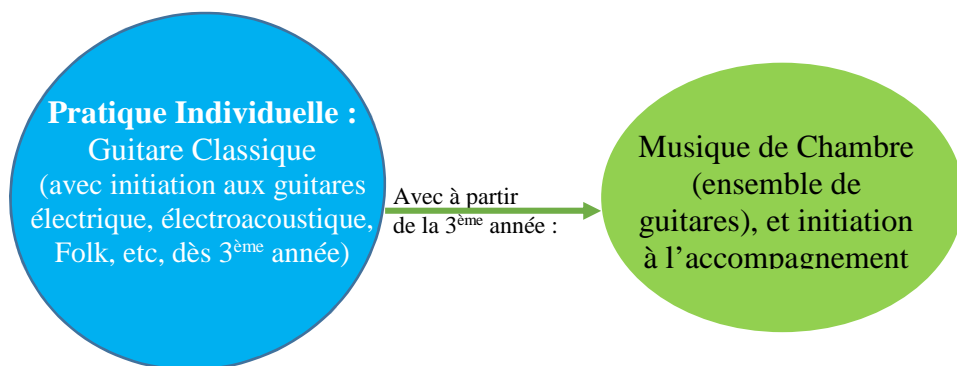 Pratique Individuelle :
Guitare Classique
(avec initiation aux guitares
électrique, électroacoustique,
Folk, etc, dès 3ème année)
Avec à partir
de la 3ème année :
Musique de Chambre
(ensemble de
guitares), et initiation
à l’accompagnement